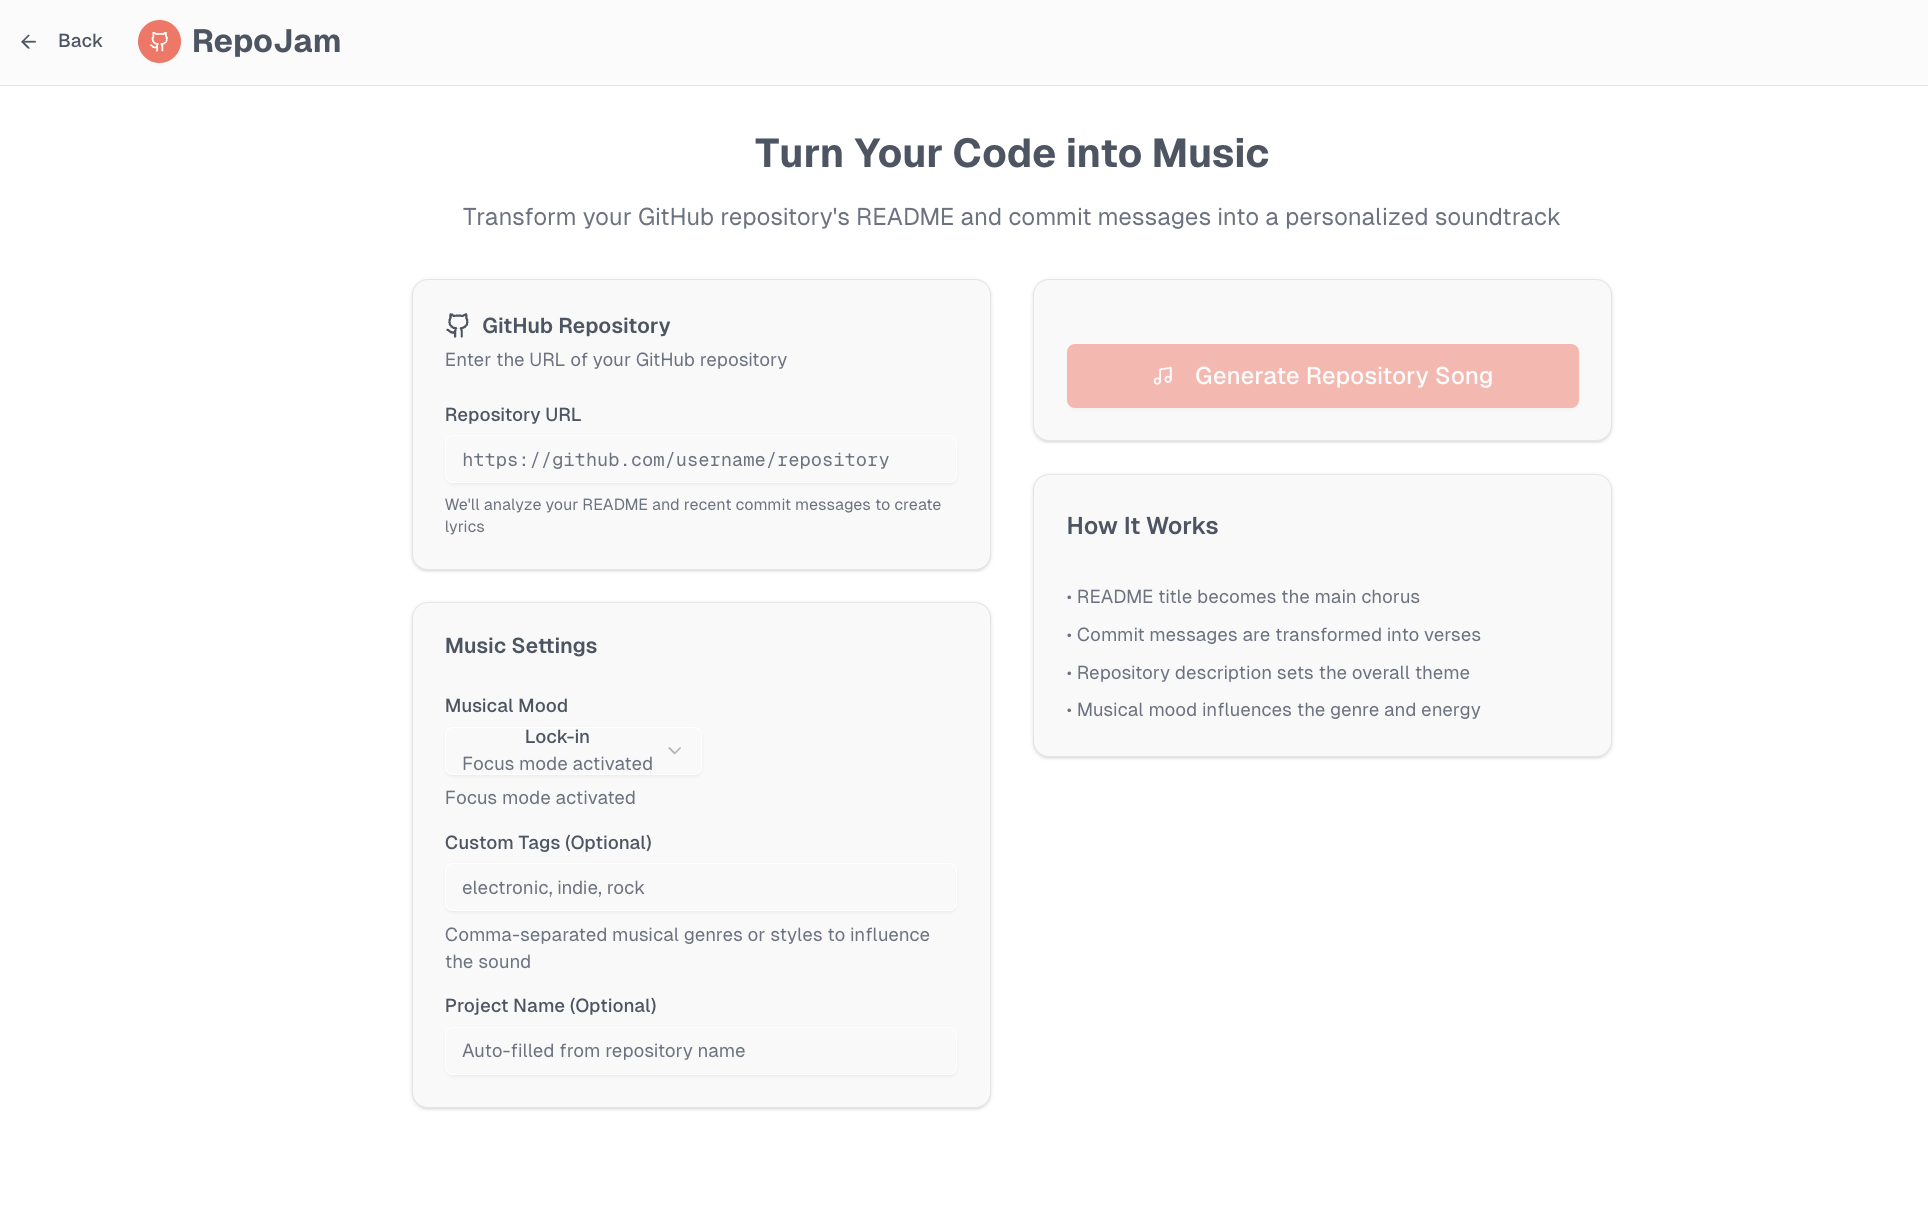 Back
RepoJam
Turn Your Code into Music
Transform your GitHub repository's README and commit messages into a personalized soundtrack
GitHub Repository
Enter the URL of your GitHub repository
Repository URL
https://github.com/username/repository
We'll analyze your README and recent commit messages to create
lyrics
Music Settings
Musical Mood
Lock-in
Focus mode activated
Focus mode activated
Custom Tags (Optional)
electronic, indie, rock
Comma-separated musical genres or styles to influence
the sound
Project Name (Optional)
Auto-filled from repository name
Generate Repository Song
How It Works
• README title becomes the main chorus
• Commit messages are transformed into verses
• Repository description sets the overall theme
• Musical mood influences the genre and energy